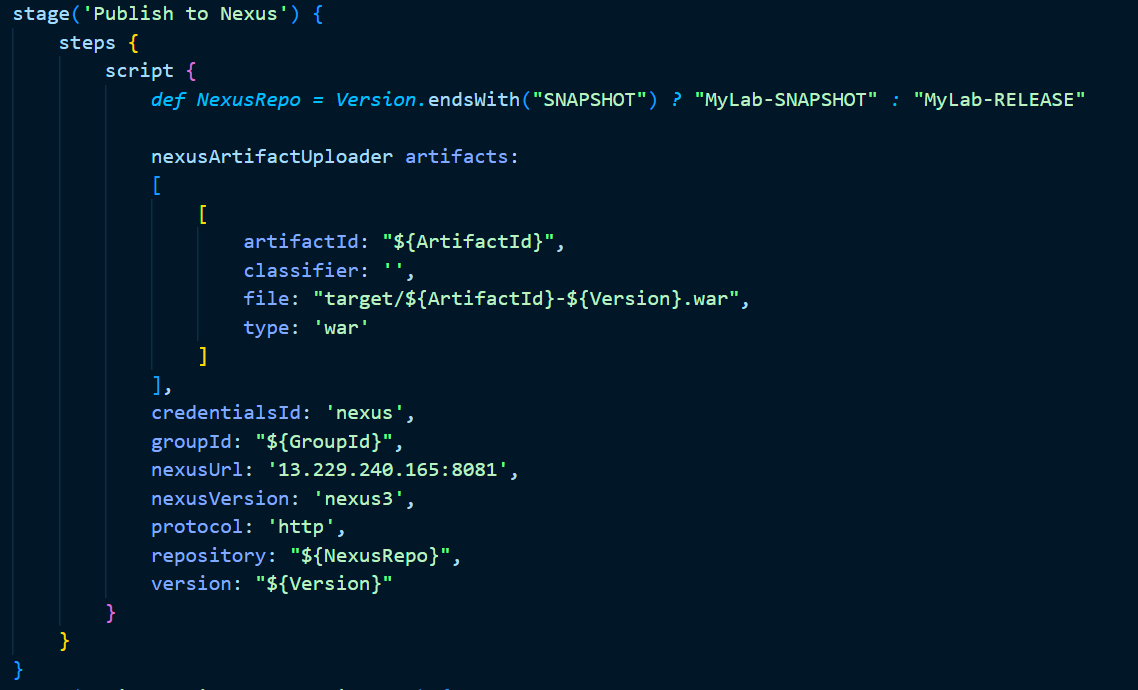 stage('Publish to Nexus') {
steps {
script {
def NexusRepo = Version.endsWith("SNAPSHOT") ? "MyLab-SNAPSHOT" : "MyLab-RELEASE"
nexusArtifactUploader artifacts:
[
[
artifactId: "${ArtifactId}",
classifier: '',
file: "target/${ArtifactId}-${Version}.war",
type: 'war'
]
],
credentialsId: 'nexus',
groupId: "${GroupId}",
nexusUrl: '13.229.240.165:8081',
nexusVersion: 'nexus3',
protocol: 'http',
repository: "${NexusRepo}",
version: "${Version}"
}
}
}